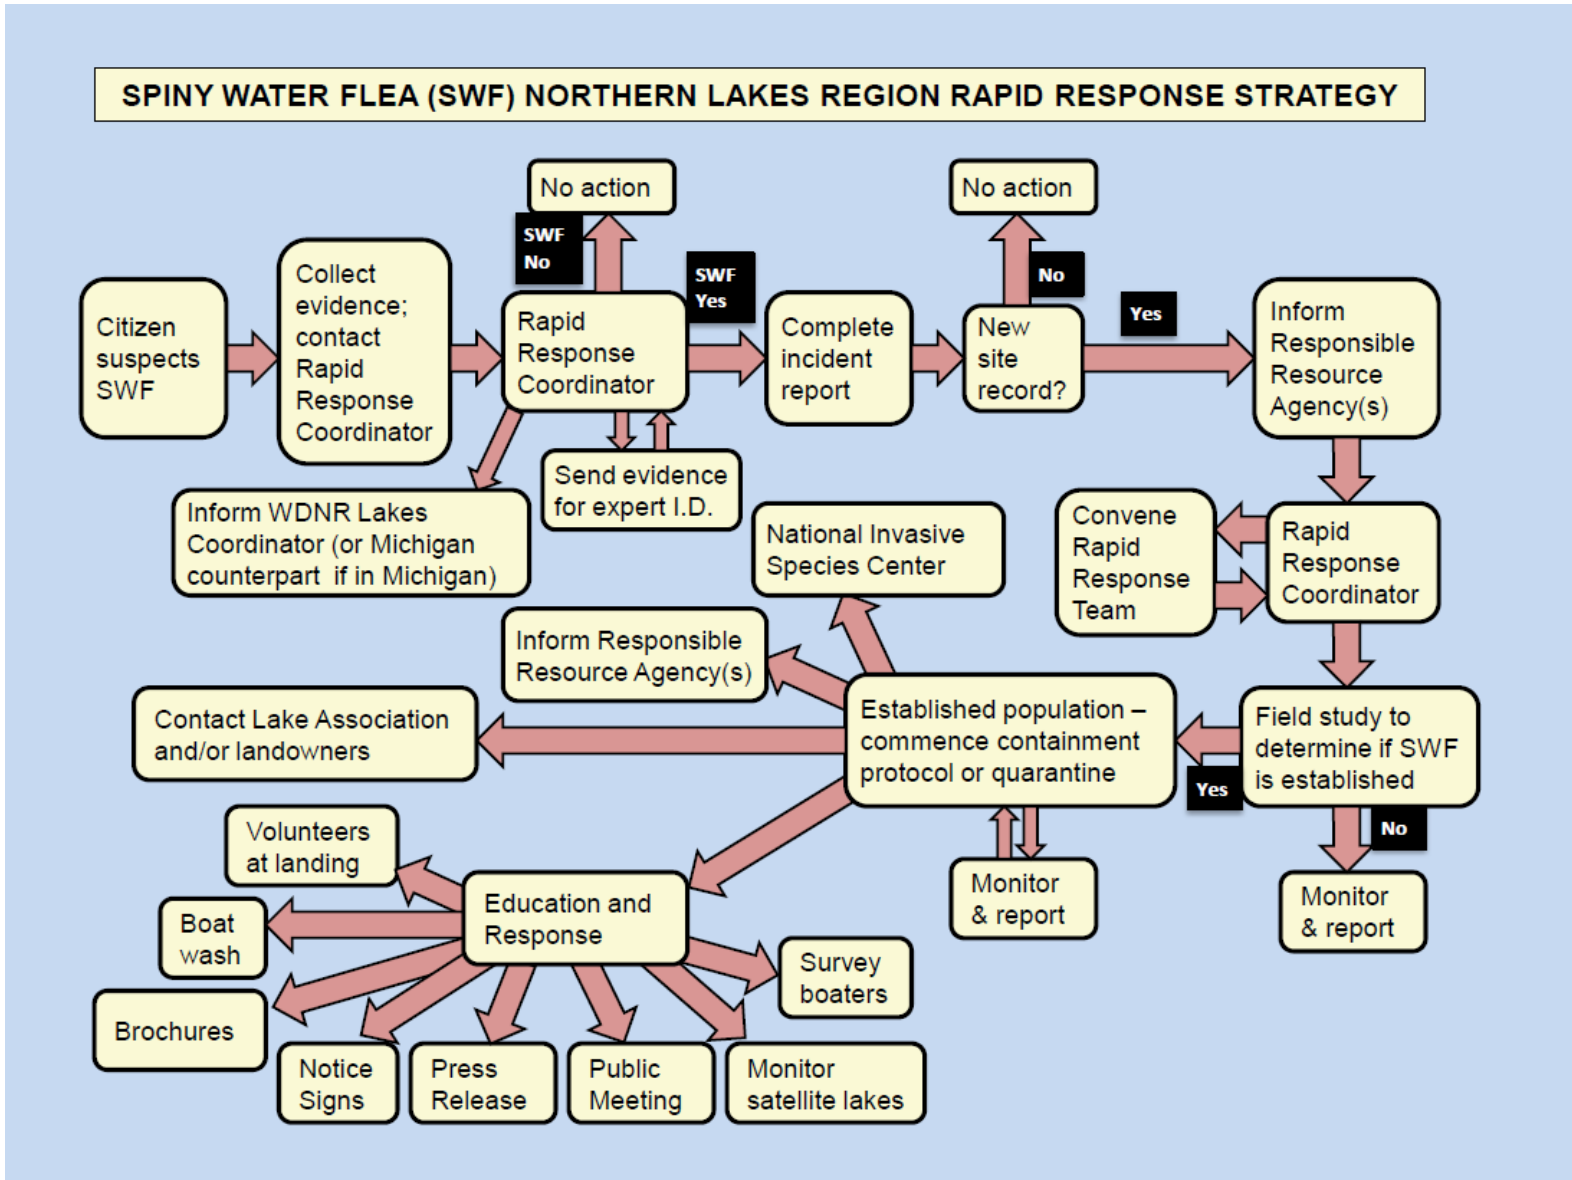 SPINY WATER FLEA (SWF) NORTHERN LAKES REGION RAPID RESPONSE STRATEGY
No action
No action
SWF
No
SWF
Yes
No
Yes
Citizen
suspects
SWF
Collect
evidence;
contact
Rapid
Response
Coordinator
Rapid
Response
Coordinator
Complete
incident
report
New
site
record?
Inform
Responsible
Resource
Agency(s)
Inform WDNR Lakes
Coordinator (or Michigan
counterpart if in Michigan)
Send evidence
for expert I.D.
National Invasive
Species Center
Convene
Rapid
Response
Team
Rapid
Response
Coordinator
Inform Responsible
Resource Agency(s)
Contact Lake Association
and/or landowners
Established population –
commence containment
protocol or quarantine
Field study to
determine if SWF
is established
Yes
No
Volunteers
at landing
Monitor
& report
Monitor
& report
Boat
wash
Education and
Response
Survey
boaters
Brochures
Notice
Signs
Press
Release
Public
Meeting
Monitor
satellite lakes